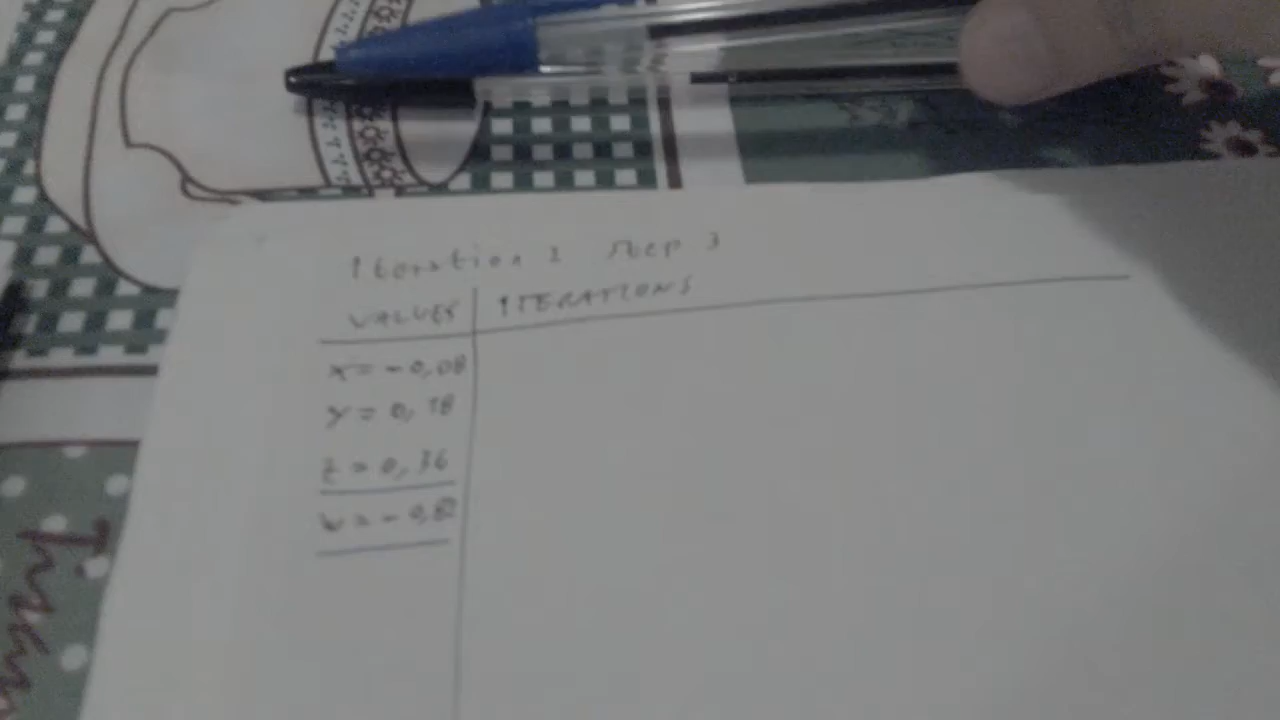 Iteration 1 Step 3
VALUES ITERATIONS
x = - 0,08
y = 0,18
z = 0,36
w = - 0,82